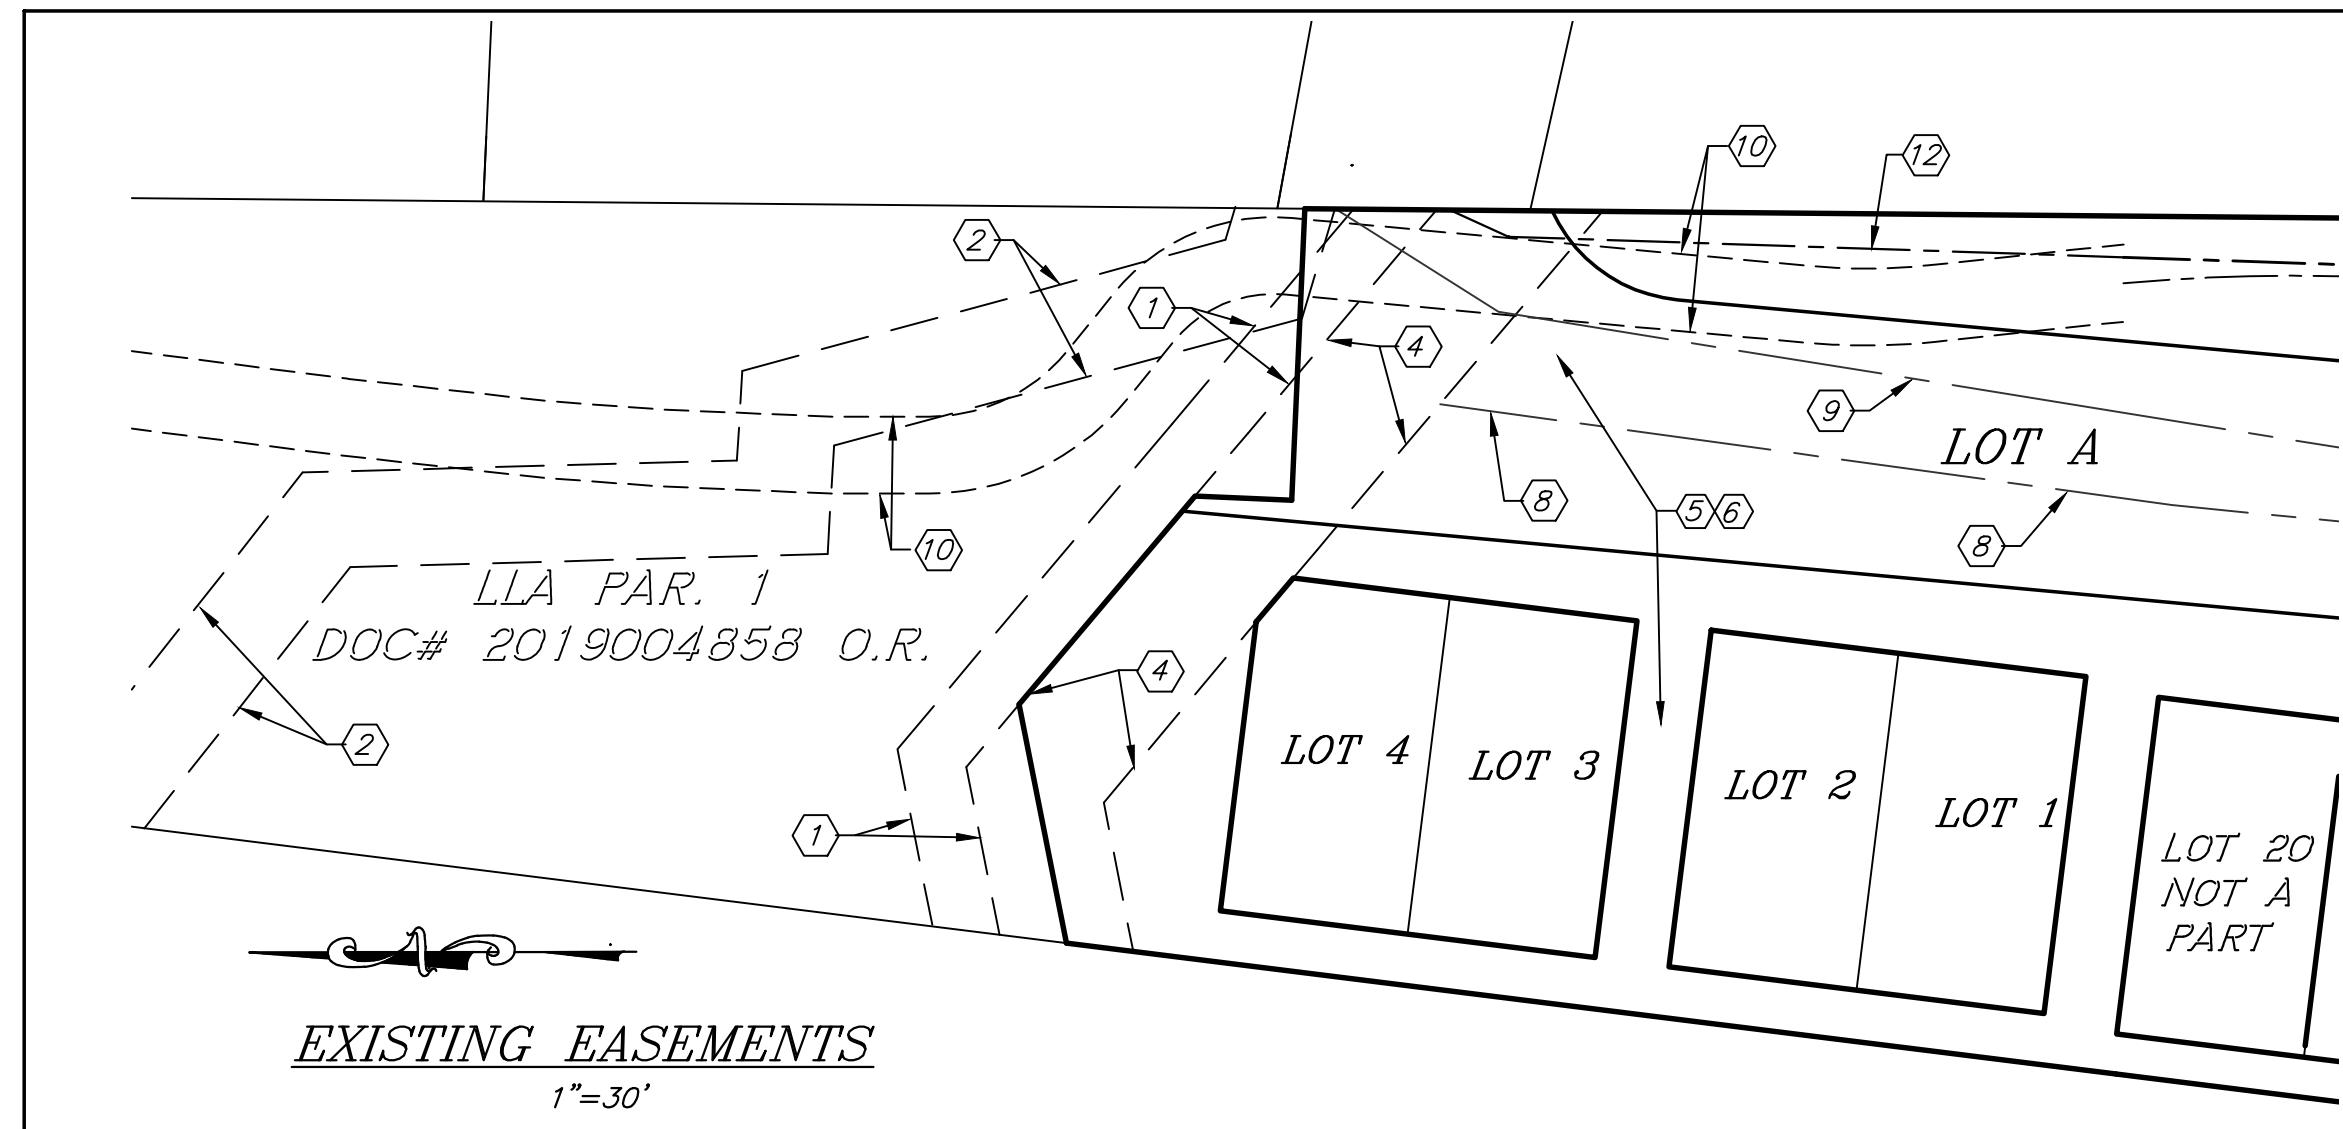 10
12
2
1
4
9
LOT A
8
5 6
10
8
LLA PAR. 1
DOC# 2019004858 O.R.
4
2
LOT 4
LOT 3
LOT 2
LOT 1
1
LOT 20
NOT A
PART
EXISTING EASEMENTS
1"=30'